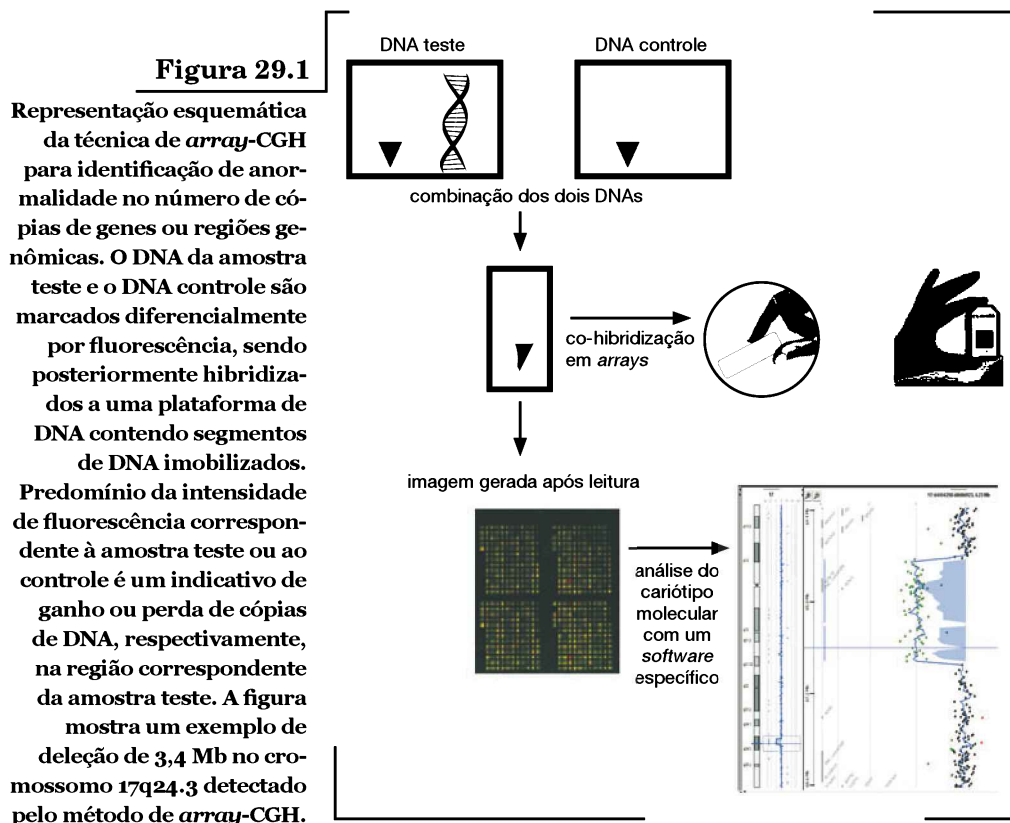 Figura 29.1
Representação esquemática
da técnica de array-CGH
para identificação de anor-
malidade no número de có-
pias de genes ou regiões ge-
nômicas. O DNA da amostra
teste e o DNA controle são
marcados diferencialmente
por fluorescência, sendo
posteriormente hibridiza-
dos a uma plataforma de
DNA contendo segmentos
de DNA imobilizados.
Predomínio da intensidade
de fluorescência correspon-
dente à amostra teste ou ao
controle é um indicativo de
ganho ou perda de cópias
de DNA, respectivamente,
na região correspondente
da amostra teste. A figura
mostra um exemplo de
deleção de 3,4 Mb no cro-
mossomo 17q24.3 detectado
pelo método de array-CGH.
DNA teste
DNA controle
combinação dos dois DNAs
co-hibridização
em arrays
imagem gerada após leitura
análise do
cariótipo
molecular
com um
software
específico
17